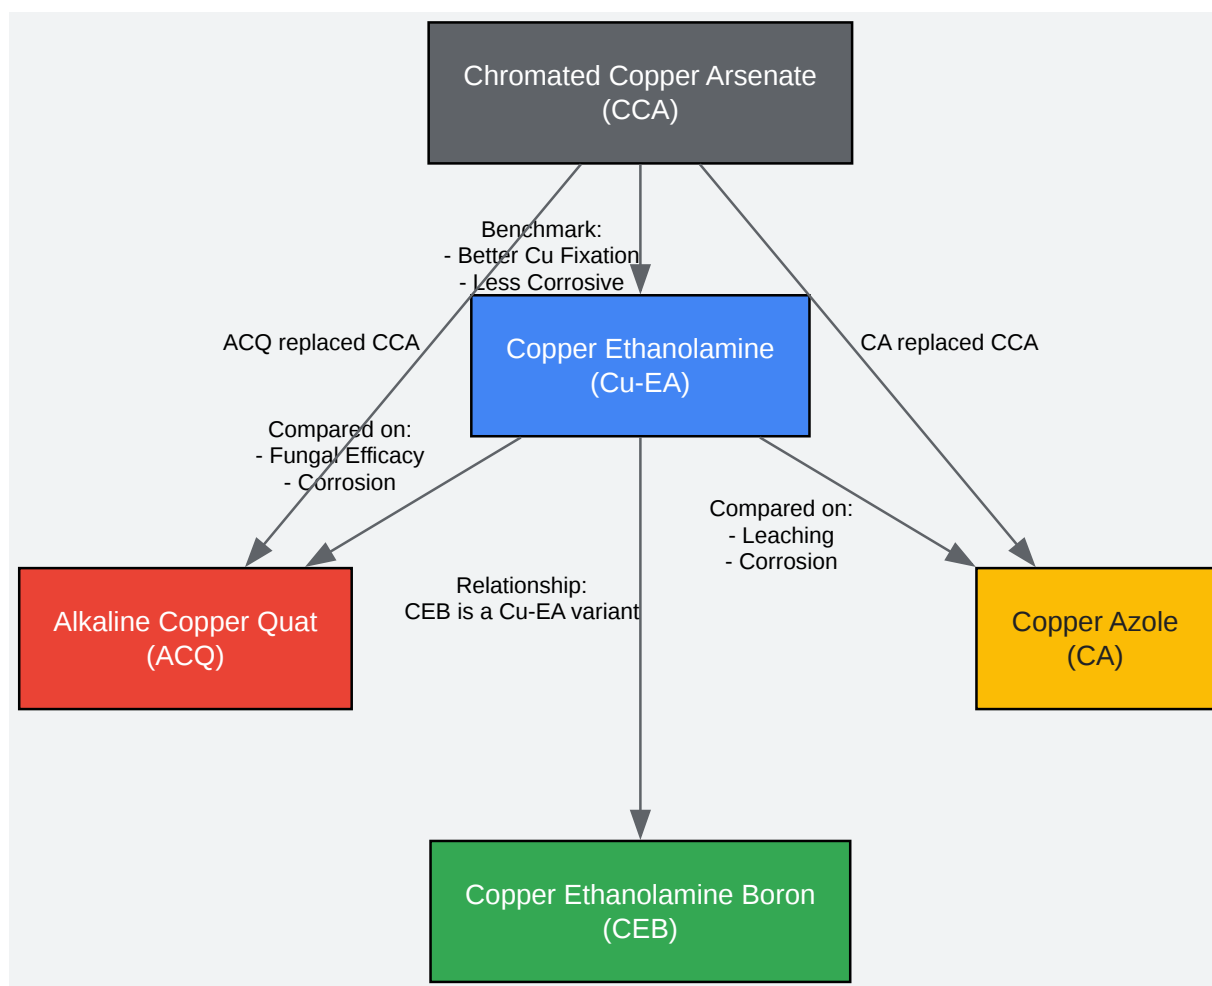 Chromated Copper Arsenate
(CCA)
Benchmark:
- Better Cu Fixation
- Less Corrosive
ACQ replaced CCA
CA replaced CCA
Copper Ethanolamine
(Cu-EA)
Compared on:
- Fungal Efficacy
- Corrosion
Compared on:
- Leaching
- Corrosion
Relationship:
CEB is a Cu-EA variant
Alkaline Copper Quat
(ACQ)
Copper Azole
(CA)
Copper Ethanolamine Boron
(CEB)